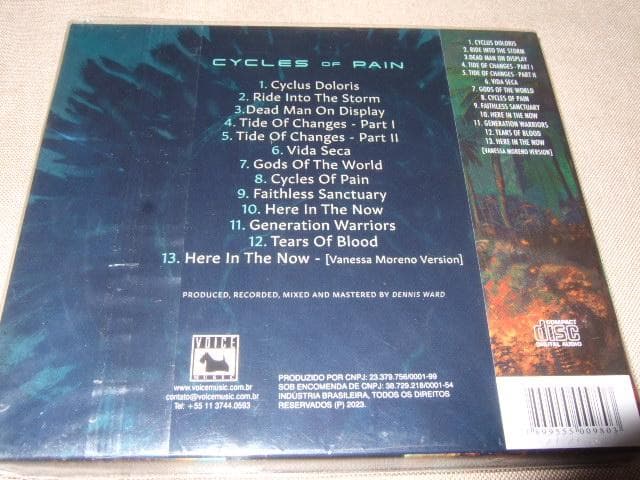 CYCLES OF PAIN
1. Cyclus Doloris
2. Ride Into The Storm
3.Dead Man On Display
4. Tide Of Changes - Part I
5. Tide Of Changes - Part II
6. Vida Seca
7. Gods Of The World
8. Cycles Of Pain
9. Faithless Sanctuary
10. Here In The Now
11. Generation Warriors
12. Tears Of Blood
13. Here In The Now - [Vanessa Moreno Version]
PRODUCED, RECORDED, MIXED AND MASTERED BY DENNIS WARD
VOICE
MUSIC
www.voicemusic.com.br
contato@voicemusic.com.br
Tel: +55 11 3744.0593
PRODUZIDO POR CNPJ: 23.379.756/0001-99
SOB ENCOMENDA DE CNPJ: 38.729.218/0001-54
INDÚSTRIA BRASILEIRA, TODOS OS DIREITOS
RESERVADOS (P) 2023.
1. CYCLUS DOLORIS
2. RIDE INTO THE STORM
3.DEAD MAN ON DISPLAY
4. TIDE OF CHANGES - PART I
5. TIDE OF CHANGES - PART II
6. VIDA SECA
7. GODS OF THE WORLD
8. CYCLES OF PAIN
9. FAITHLESS SANCTUARY
10. HERE IN THE NOW
11. GENERATION WARRIORS
12. TEARS OF BLOOD
13. HERE IN THE NOW
[VANESSA MORENO VERSION]
COMPACT
disc
DIGITAL AUDIO
7 899555 009803